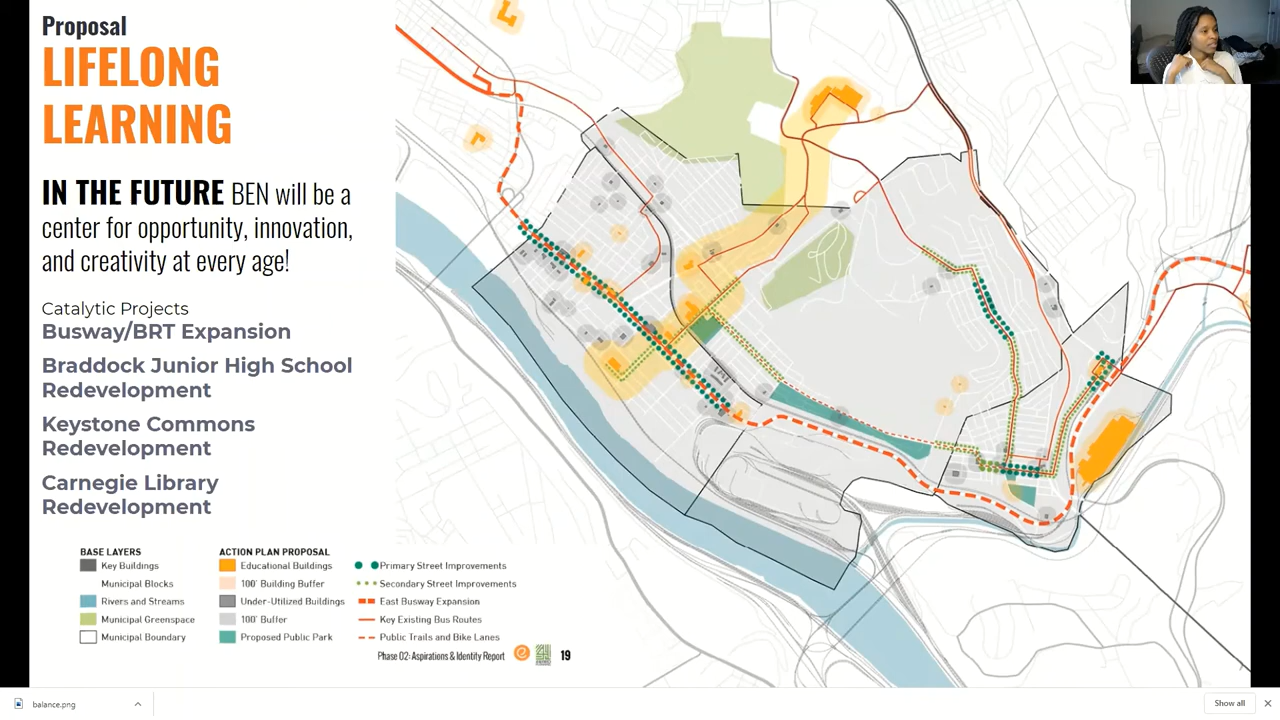 Proposal
LIFELONG
LEARNING
IN THE FUTURE BEN will be a
center for opportunity, innovation,
and creativity at every age!
Catalytic Projects
Busway/BRT Expansion
Braddock Junior High School
Redevelopment
Keystone Commons
Redevelopment
Carnegie Library
Redevelopment
BASE LAYERS
Key Buildings
Municipal Blocks
Rivers and Streams
Municipal Greenspace
Municipal Boundary
ACTION PLAN PROPOSAL
Educational Buildings
100' Building Buffer
Under-Utilized Buildings
100' Buffer
Proposed Public Park
Primary Street Improvements
Secondary Street Improvements
East Busway Expansion
Key Existing Bus Routes
Public Trails and Bike Lanes
Phase 02: Aspirations & Identity Report
19
balance.png
Show all